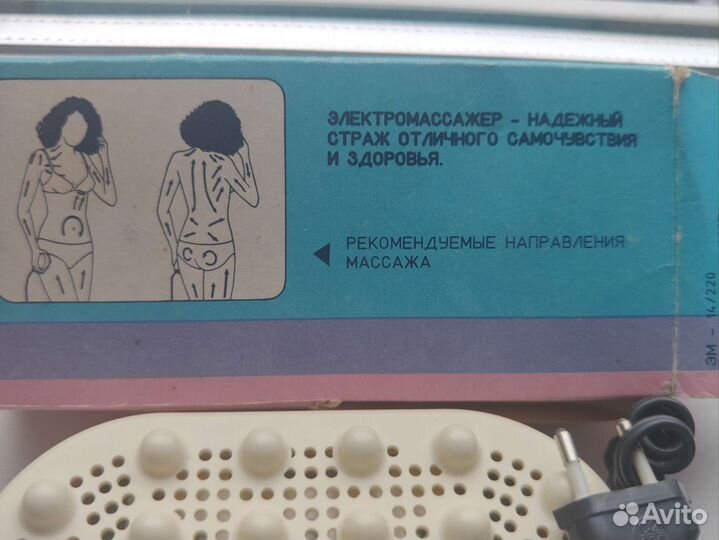 ЭЛЕКТРОМАССАЖЕР - НАДЕЖНЫЙ
СТРАЖ ОТЛИЧНОГО САМОЧУВСТВИЯ
И ЗДОРОВЬЯ.
РЕКОМЕНДУЕМЫЕ НАПРАВЛЕНИЯ
МАССАЖА
ЭМ - 14/220
Avito